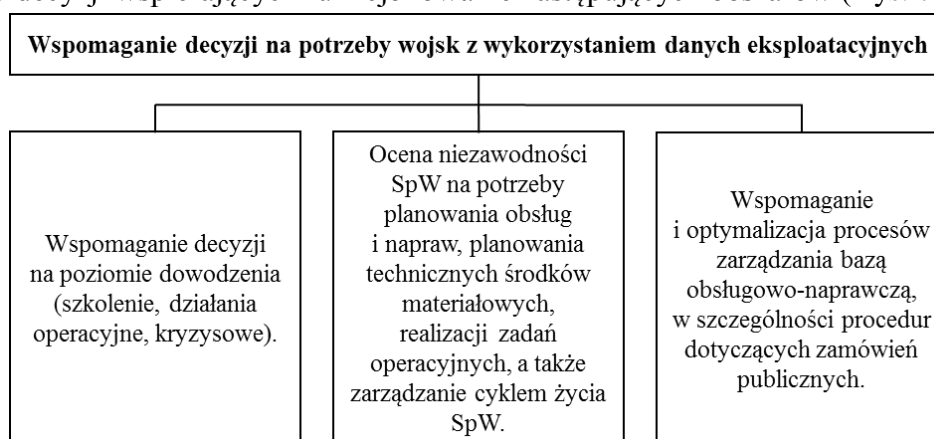 Wspomaganie decyzji na potrzeby wojsk z wykorzystaniem danych eksploatacyjnych
Wspomaganie decyzji
na poziomie dowodzenia
(szkolenie, działania
operacyjne, kryzysowe).
Ocena niezawodności
SpW na potrzeby
planowania obsług
i napraw, planowania
technicznych środków
materiałowych,
realizacji zadań
operacyjnych, a także
zarządzanie cyklem życia
SpW.
Wspomaganie
i optymalizacja procesów
zarządzania bazą
obsługowo-naprawczą,
w szczególności procedur
dotyczących zamówień
publicznych.